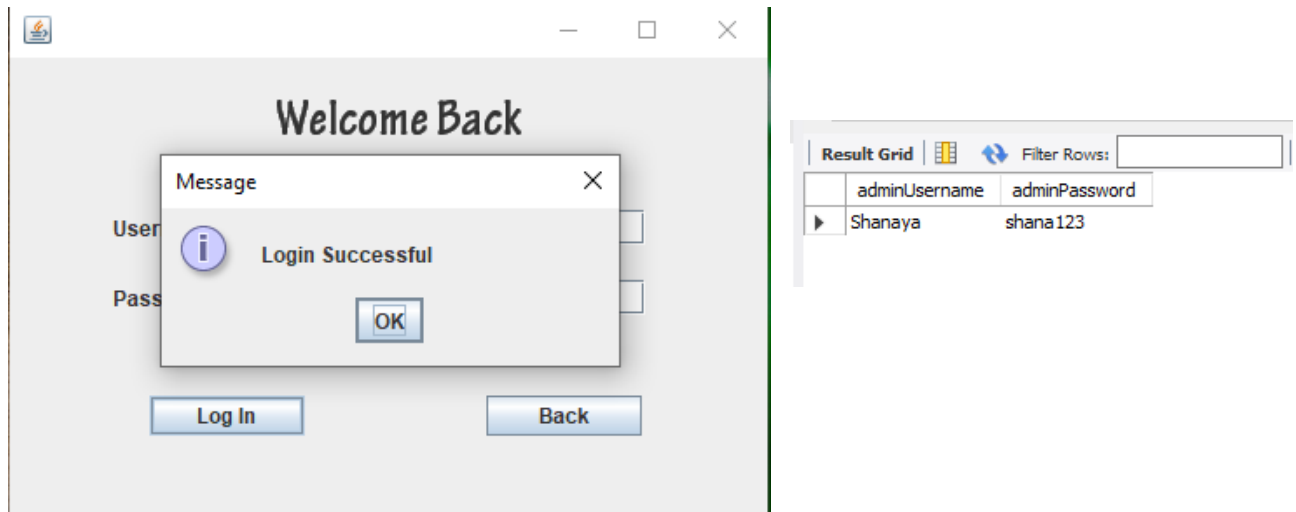 Welcome Back
Message
User
Login Successful
Pass
OK
Log In
Back
Result Grid Filter Rows:
adminUsername adminPassword
Shanaya shana123